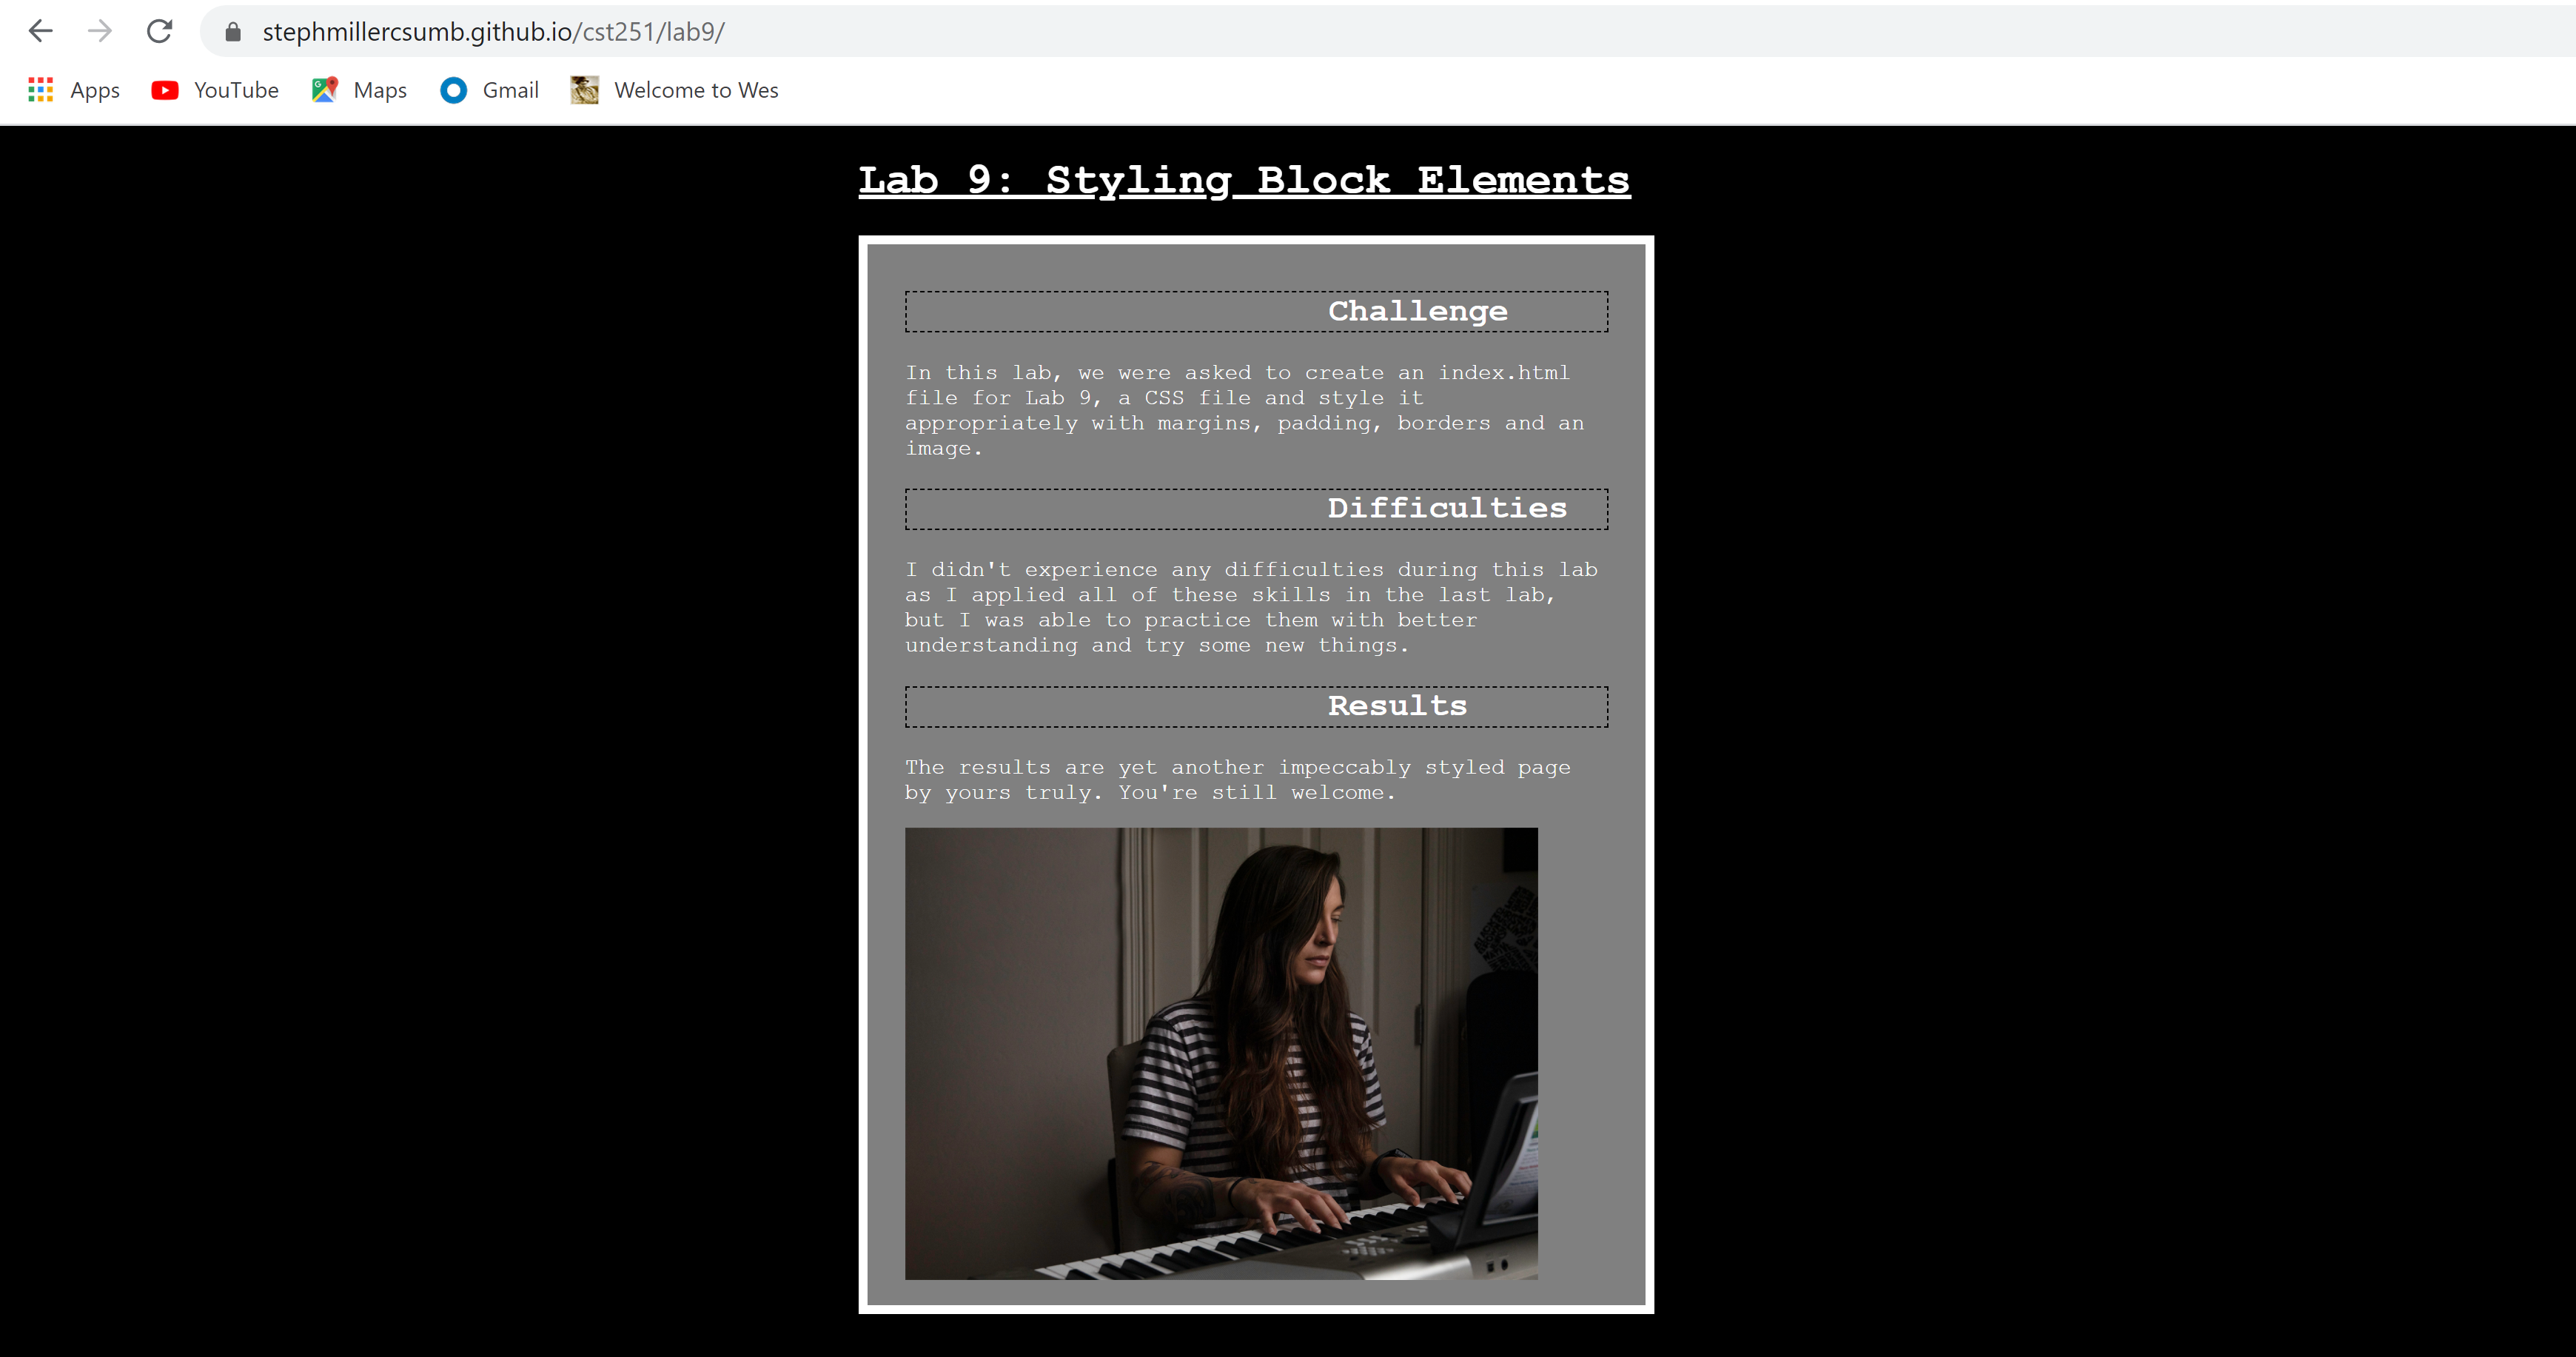 stephmillercsumb.github.io/cst251/lab9/
Apps YouTube Maps Gmail Welcome to Wes
Lab 9: Styling Block Elements
Challenge
In this lab, we were asked to create an index.html
file for Lab 9, a CSS file and style it
appropriately with margins, padding, borders and an
image.
Difficulties
I didn't experience any difficulties during this lab
as I applied all of these skills in the last lab,
but I was able to practice them with better
understanding and try some new things.
Results
The results are yet another impeccably styled page
by yours truly. You're still welcome.